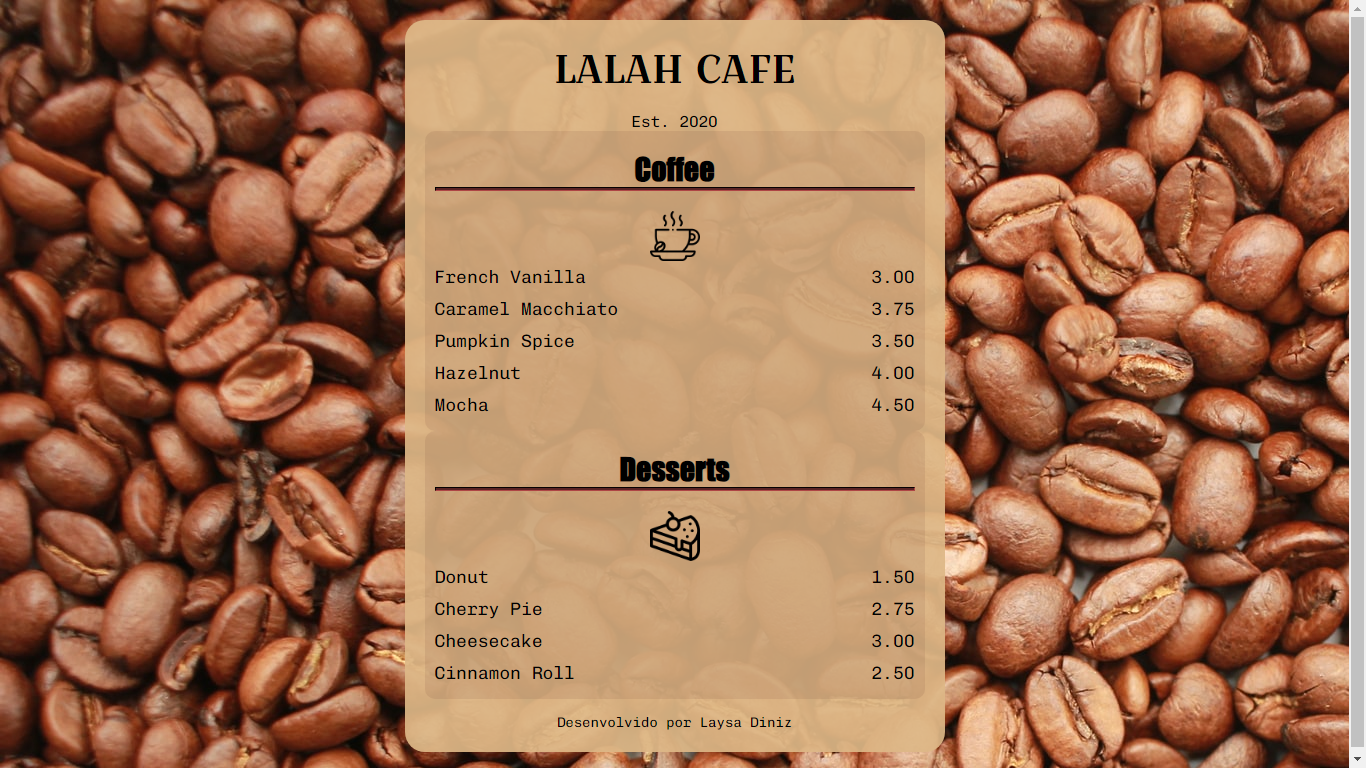 LALAH CAFE
Est. 2020
Coffee
French Vanilla 3.00
Caramel Macchiato 3.75
Pumpkin Spice 3.50
Hazelnut 4.00
Mocha 4.50
Desserts
Donut 1.50
Cherry Pie 2.75
Cheesecake 3.00
Cinnamon Roll 2.50
Desenvolvido por Laysa Diniz